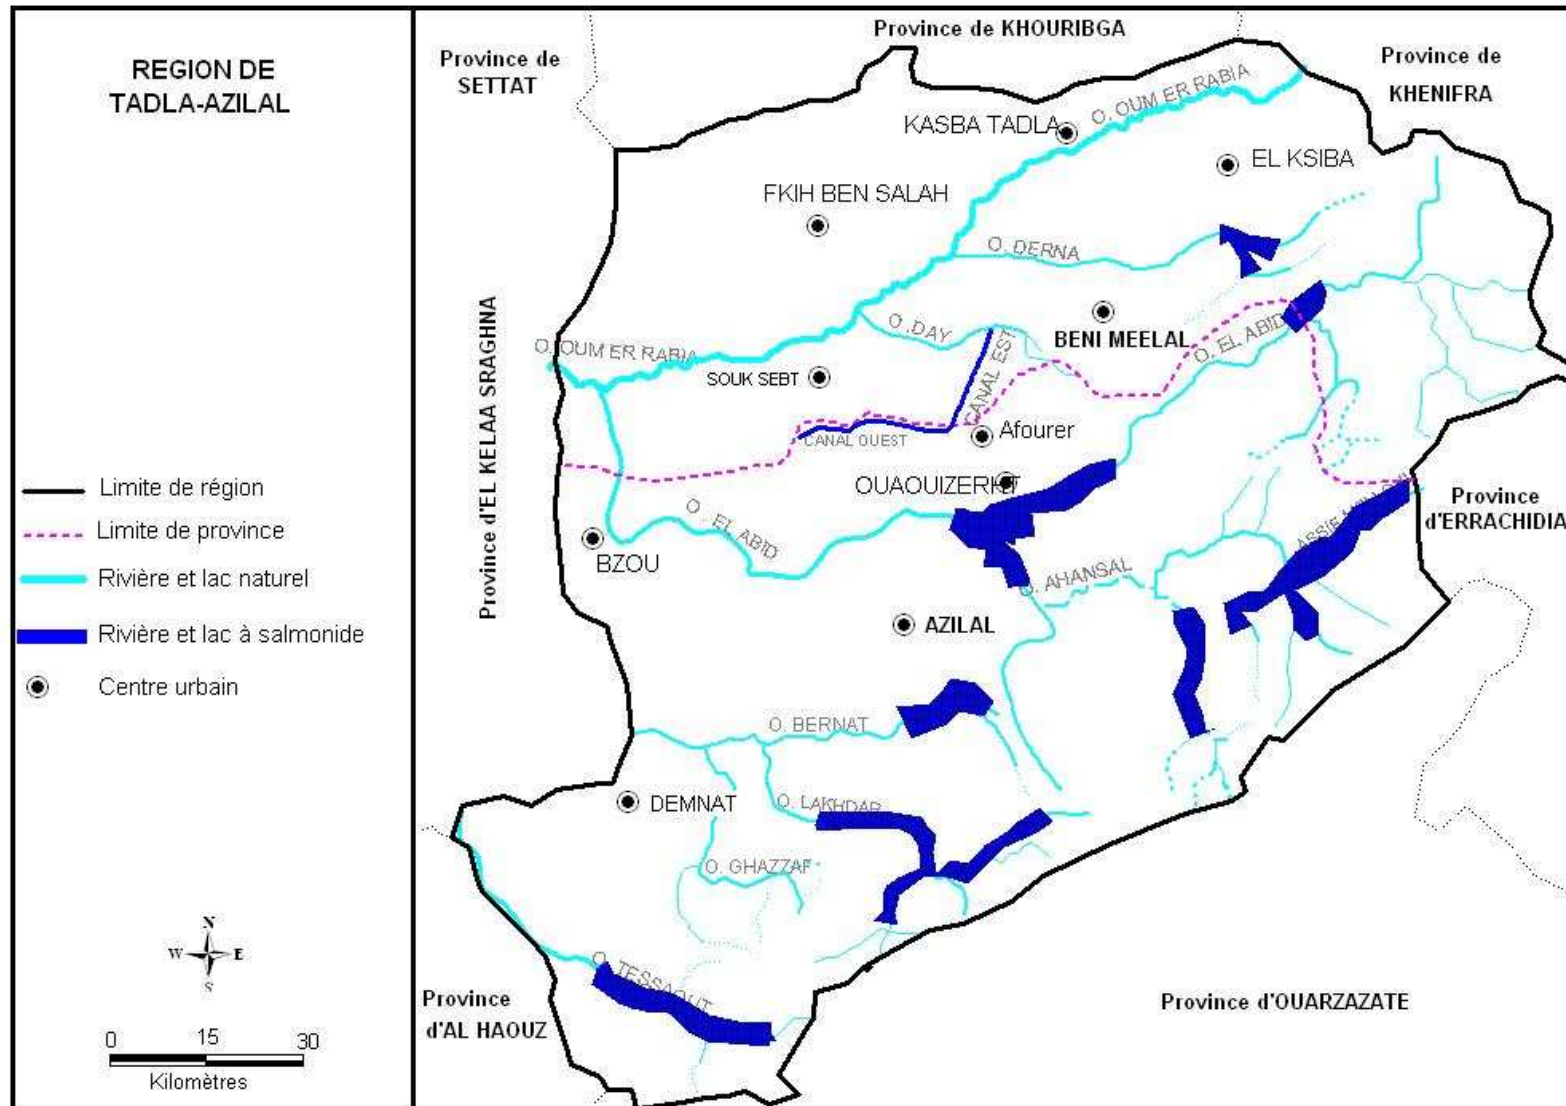 REGION DE
TADLA-AZILAL
Limite de région
Limite de province
Rivière et lac naturel
Rivière et lac à salmonide
Centre urbain
N
W
E
S
0 15 30
Kilomètres
Province de KHOURIBGA
Province de
SETTAT
Province de
KHENIFRA
O. OUM ER RABIA
KASBA TADLA
EL KSIBA
FKIH BEN SALAH
O. DERNA
O .DAY
BENI MEELAL
O. EL ABID
CANAL EST
O. OUM ER RABIA
SOUK SEBT
Province d'EL KELAA SRAGHNA
CANAL OUEST
Afourer
OUAOUIZERKT
Province
d'ERRACHIDIA
O . EL ABID
BZOU
O. AHANSAL
AZILAL
O. BERNAT
DEMNAT
O. LAKHDAR
O. GHAZZAF
O. TESSAOUT
Province
d'AL HAOUZ
Province d'OUARZAZATE